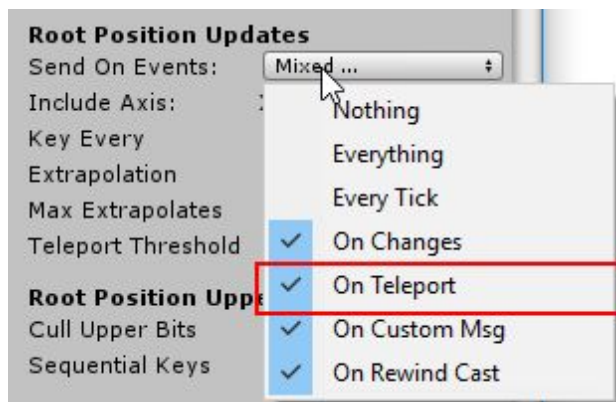 Root Position Updates
Send On Events: Mixed ...
Include Axis:
Key Every
Extrapolation
Max Extrapolates
Teleport Threshold
Root Position Uppe
Cull Upper Bits
Sequential Keys
Nothing
Everything
Every Tick
On Changes
On Teleport
On Custom Msg
On Rewind Cast